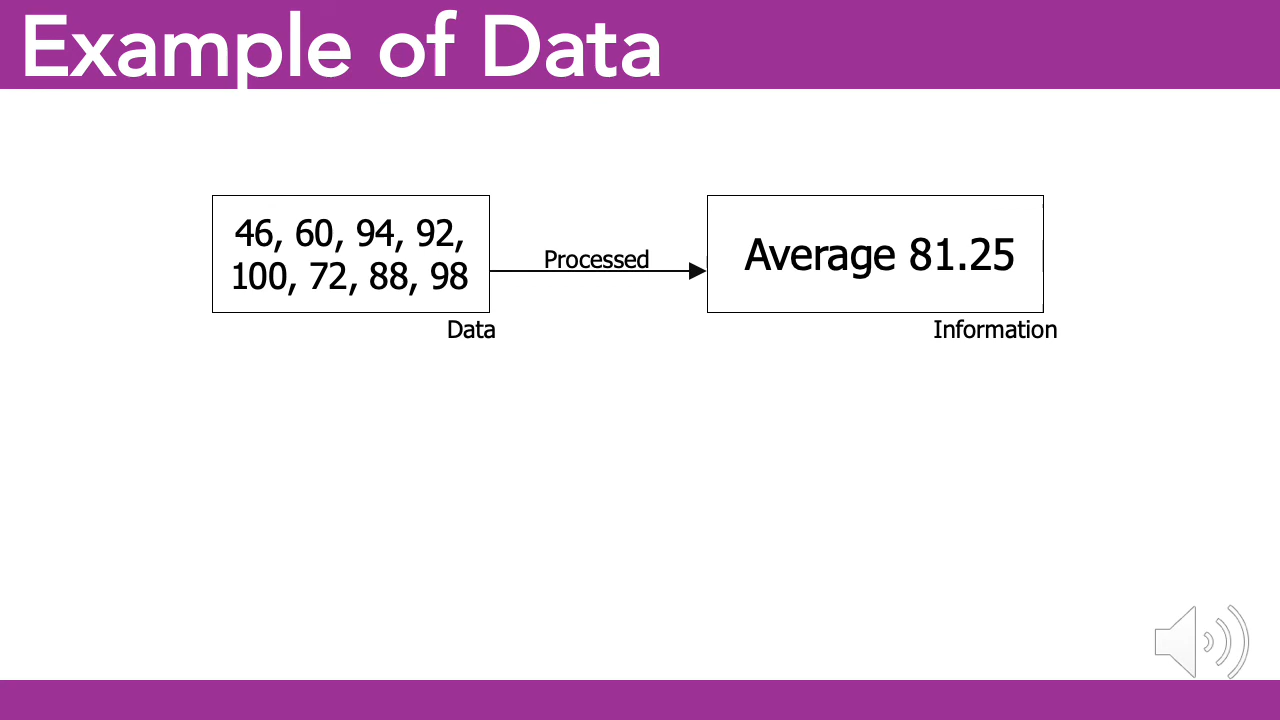 Example of Data
46, 60, 94, 92,
100, 72, 88, 98
Processed
Average 81.25
Data
Information